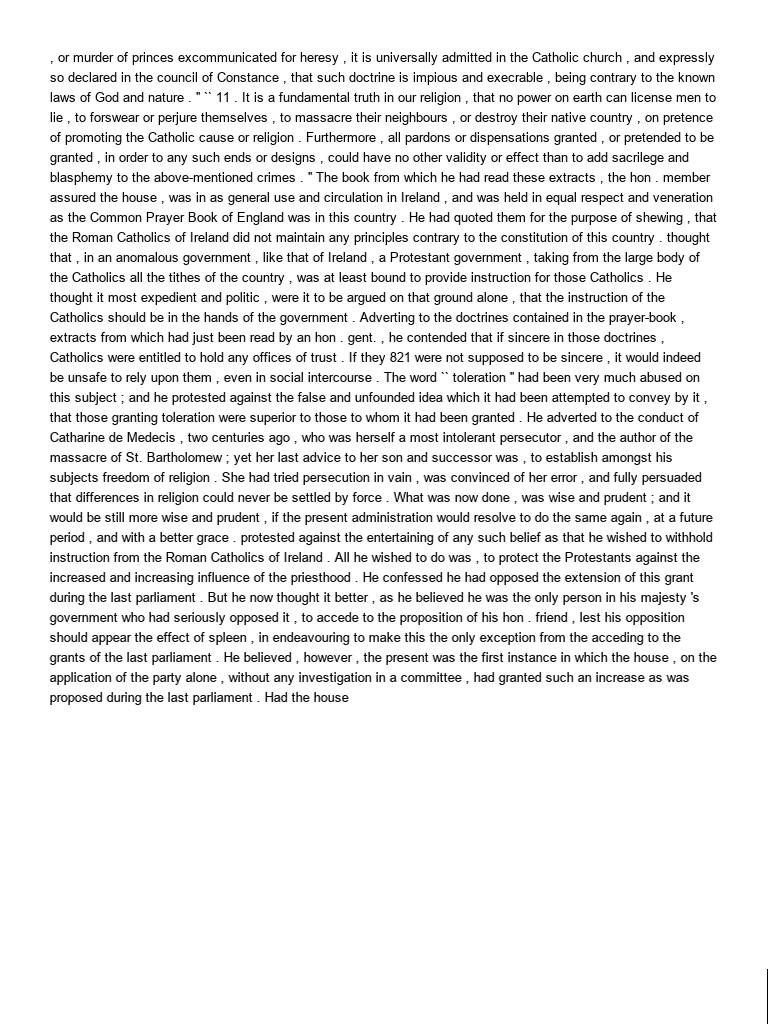 , or murder of princes excommunicated for heresy , it is universally admitted in the Catholic church , and expressly
so declared in the council of Constance , that such doctrine is impious and execrable , being contrary to the known
laws of God and nature . " `` 11 . It is a fundamental truth in our religion , that no power on earth can license men to
lie , to forswear or perjure themselves , to massacre their neighbours , or destroy their native country , on pretence
of promoting the Catholic cause or religion . Furthermore , all pardons or dispensations granted , or pretended to be
granted , in order to any such ends or designs , could have no other validity or effect than to add sacrilege and
blasphemy to the above-mentioned crimes . " The book from which he had read these extracts , the hon . member
assured the house , was in as general use and circulation in Ireland , and was held in equal respect and veneration
as the Common Prayer Book of England was in this country . He had quoted them for the purpose of shewing , that
the Roman Catholics of Ireland did not maintain any principles contrary to the constitution of this country . thought
that , in an anomalous government , like that of Ireland , a Protestant government , taking from the large body of
the Catholics all the tithes of the country , was at least bound to provide instruction for those Catholics . He
thought it most expedient and politic , were it to be argued on that ground alone , that the instruction of the
Catholics should be in the hands of the government . Adverting to the doctrines contained in the prayer-book ,
extracts from which had just been read by an hon . gent. , he contended that if sincere in those doctrines ,
Catholics were entitled to hold any offices of trust . If they 821 were not supposed to be sincere , it would indeed
be unsafe to rely upon them , even in social intercourse . The word `` toleration " had been very much abused on
this subject ; and he protested against the false and unfounded idea which it had been attempted to convey by it ,
that those granting toleration were superior to those to whom it had been granted . He adverted to the conduct of
Catharine de Medecis , two centuries ago , who was herself a most intolerant persecutor , and the author of the
massacre of St. Bartholomew ; yet her last advice to her son and successor was , to establish amongst his
subjects freedom of religion . She had tried persecution in vain , was convinced of her error , and fully persuaded
that differences in religion could never be settled by force . What was now done , was wise and prudent ; and it
would be still more wise and prudent , if the present administration would resolve to do the same again , at a future
period , and with a better grace . protested against the entertaining of any such belief as that he wished to withhold
instruction from the Roman Catholics of Ireland . All he wished to do was , to protect the Protestants against the
increased and increasing influence of the priesthood . He confessed he had opposed the extension of this grant
during the last parliament . But he now thought it better , as he believed he was the only person in his majesty 's
government who had seriously opposed it , to accede to the proposition of his hon . friend , lest his opposition
should appear the effect of spleen , in endeavouring to make this the only exception from the acceding to the
grants of the last parliament . He believed , however , the present was the first instance in which the house , on the
application of the party alone , without any investigation in a committee , had granted such an increase as was
proposed during the last parliament . Had the house